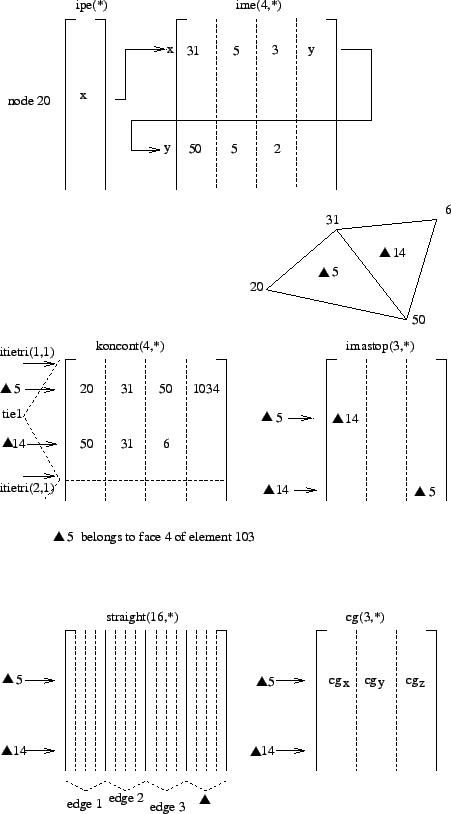 ipe(*) ime(4,*)
x 31 5 3 y
node 20 x
y 50 5 2
6
31
▲14
▲5
20
50
koncont(4,*) imastop(3,*)
itietri(1,1)
▲5 20 31 50 1034 ▲5 ▲14
tie1
▲14 50 31 6
itietri(2,1) ▲14 ▲5
▲5 belongs to face 4 of element 103
straight(16,*) cg(3,*)
▲5 ▲5 cgx cgy cgz
▲14 ▲14
edge 1 edge 2 edge 3 ▲